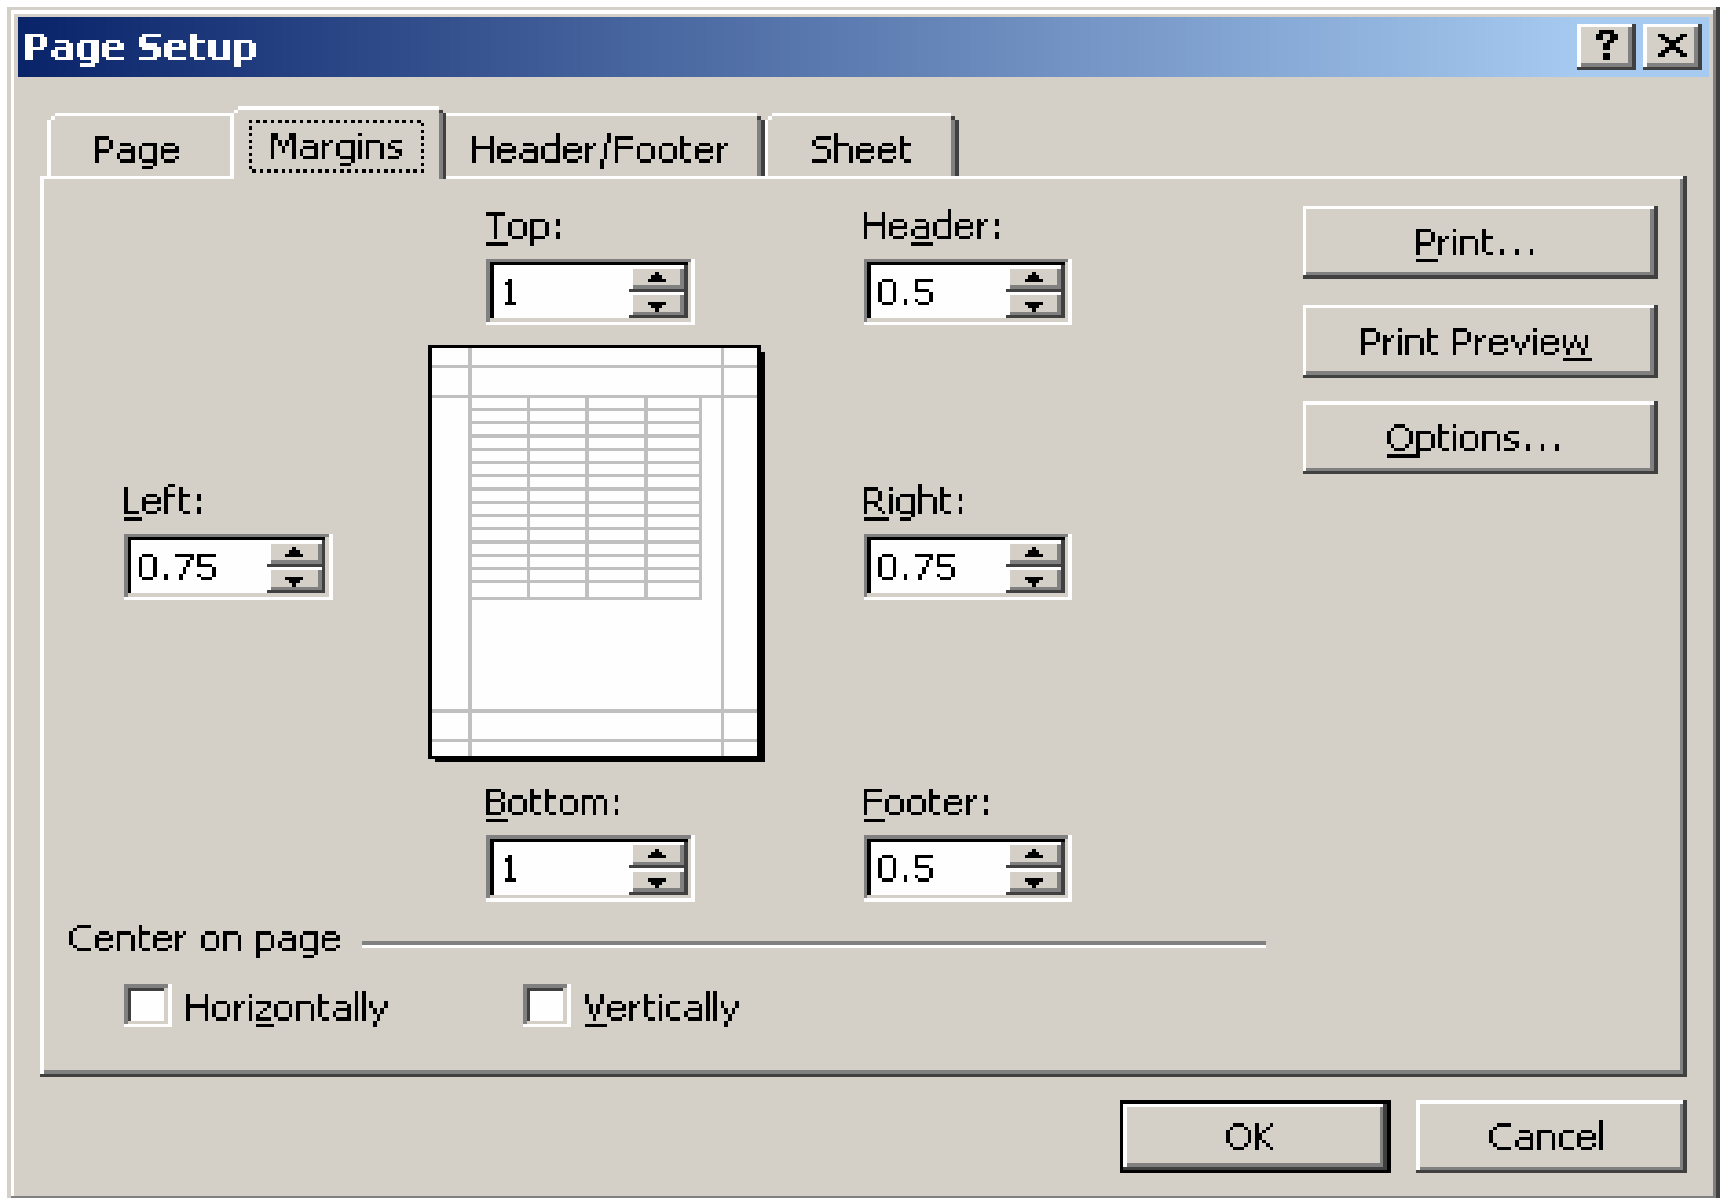 Page Setup
Page Margins Header/Footer Sheet
Top: Header: Print...
1 0.5
Print Preview
Options...
Left: Right:
0.75 0.75
Bottom: Footer:
1 0.5
Center on page
Horizontally Vertically
OK Cancel